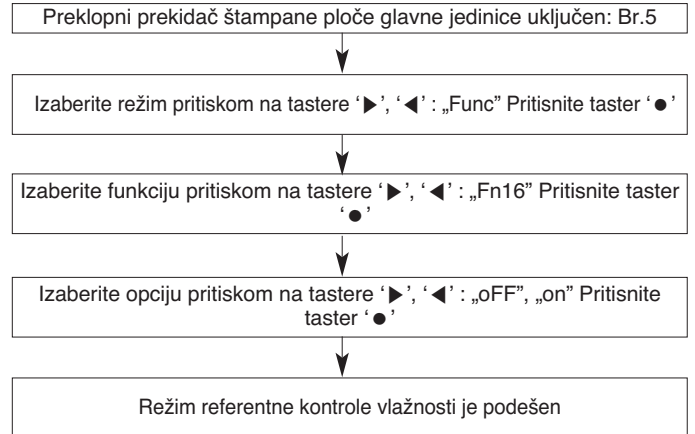 Preklopni prekidač štampane ploče glavne jedinice uključen: Br.5
Izaberite režim pritiskom na tastere ‘▶’, ‘◀’ : „Func” Pritisnite taster ‘●’
Izaberite funkciju pritiskom na tastere ‘▶’, ‘◀’ : „Fn16” Pritisnite taster
‘●’
Izaberite opciju pritiskom na tastere ‘▶’, ‘◀’ : „oFF”, „on” Pritisnite
taster ‘●’
Režim referentne kontrole vlažnosti je podešen